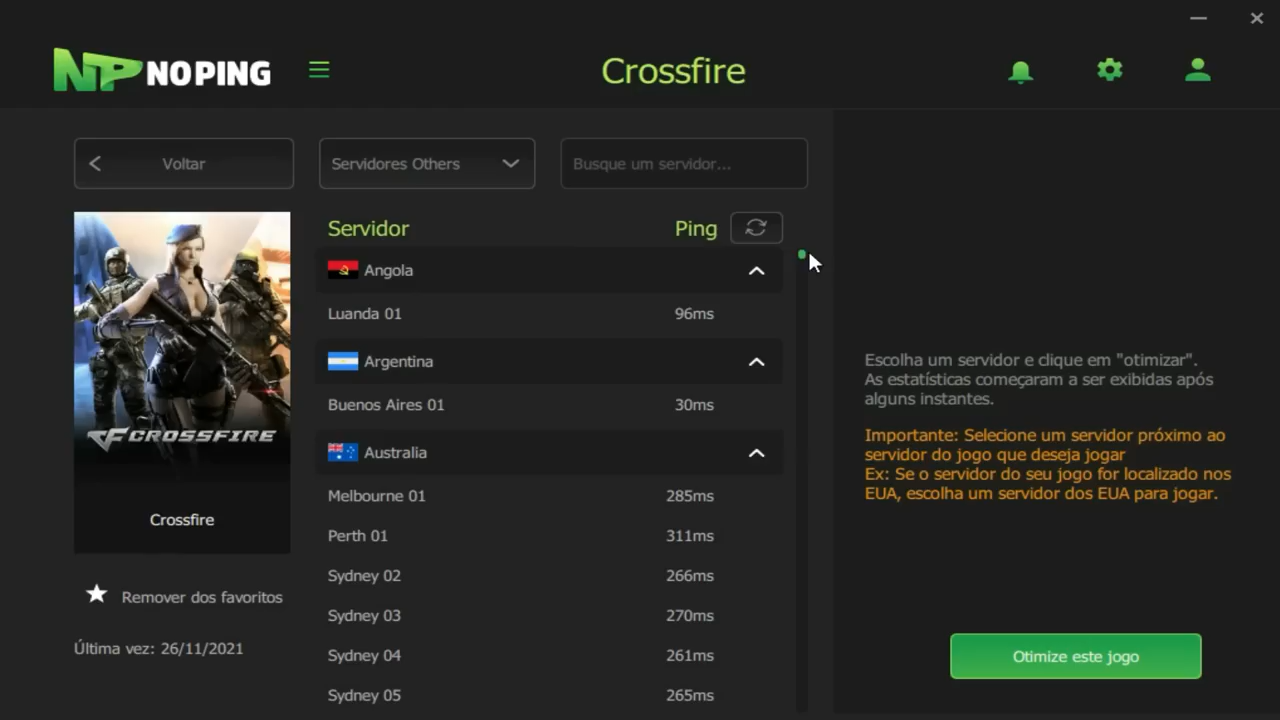 NP NOPING
Crossfire
Voltar
Servidores Others
Busque um servidor...
Servidor Ping
Angola
Luanda 01 96ms
Argentina
Buenos Aires 01 30ms
Australia
Melbourne 01 285ms
Perth 01 311ms
Sydney 02 266ms
Sydney 03 270ms
Sydney 04 261ms
Sydney 05 265ms
CF CROSSFIRE
Crossfire
Remover dos favoritos
Última vez: 26/11/2021
Escolha um servidor e clique em "otimizar".
As estatísticas começaram a ser exibidas após
alguns instantes.
Importante: Selecione um servidor próximo ao
servidor do jogo que deseja jogar
Ex: Se o servidor do seu jogo for localizado nos
EUA, escolha um servidor dos EUA para jogar.
Otimize este jogo